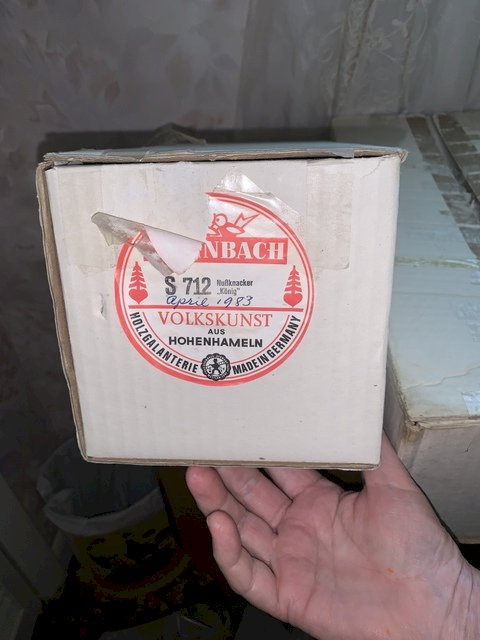 NBACH
S 712 Nußknacker
„König"
April 1983
VOLKSKUNST
AUS
HOHENHAMELN
HOLZGALANTERIE MADE IN GERMANY